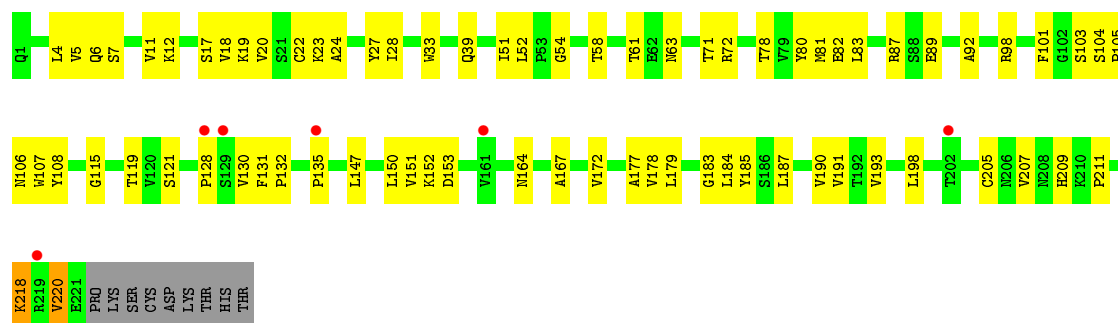 Q1 L4 V5 Q6 S7 V11 K12 S17 V18 K19 V20 S21 C22 K23 A24 Y27 I28 W33 Q39 I51 L52 P53 G54 T58 T61 E62 N63 T71 R72 T78 V79 Y80 M81 E82 L83 R87 S88 E89 A92 R98 F101 G102 S103 S104 P105
N106 W107 Y108 G115 T119 V120 S121 P128 S129 V130 F131 P132 P135 L147 L150 V151 K152 D153 V161 N164 A167 V172 A177 V178 L179 G183 L184 Y185 S186 L187 V190 V191 T192 V193 L198 T202 C205 N206 V207 N208 H209 K210 P211
K218 R219 V220 E221 PRO LYS SER CYS ASP LYS THR HIS THR